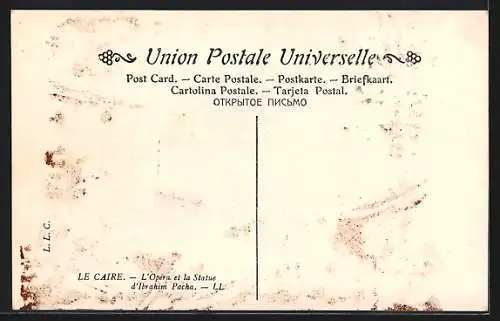 Union Postale Universelle
Post Card. — Carte Postale. — Postkarte. — Briefkaart.
Cartolina Postale. — Tarjeta Postal.
ОТКРЫТОЕ ПИСЬМО
L. L. C.
LE CAIRE. — L'Opéra et la Statue
d'Ibrahim Pacha. — LL.